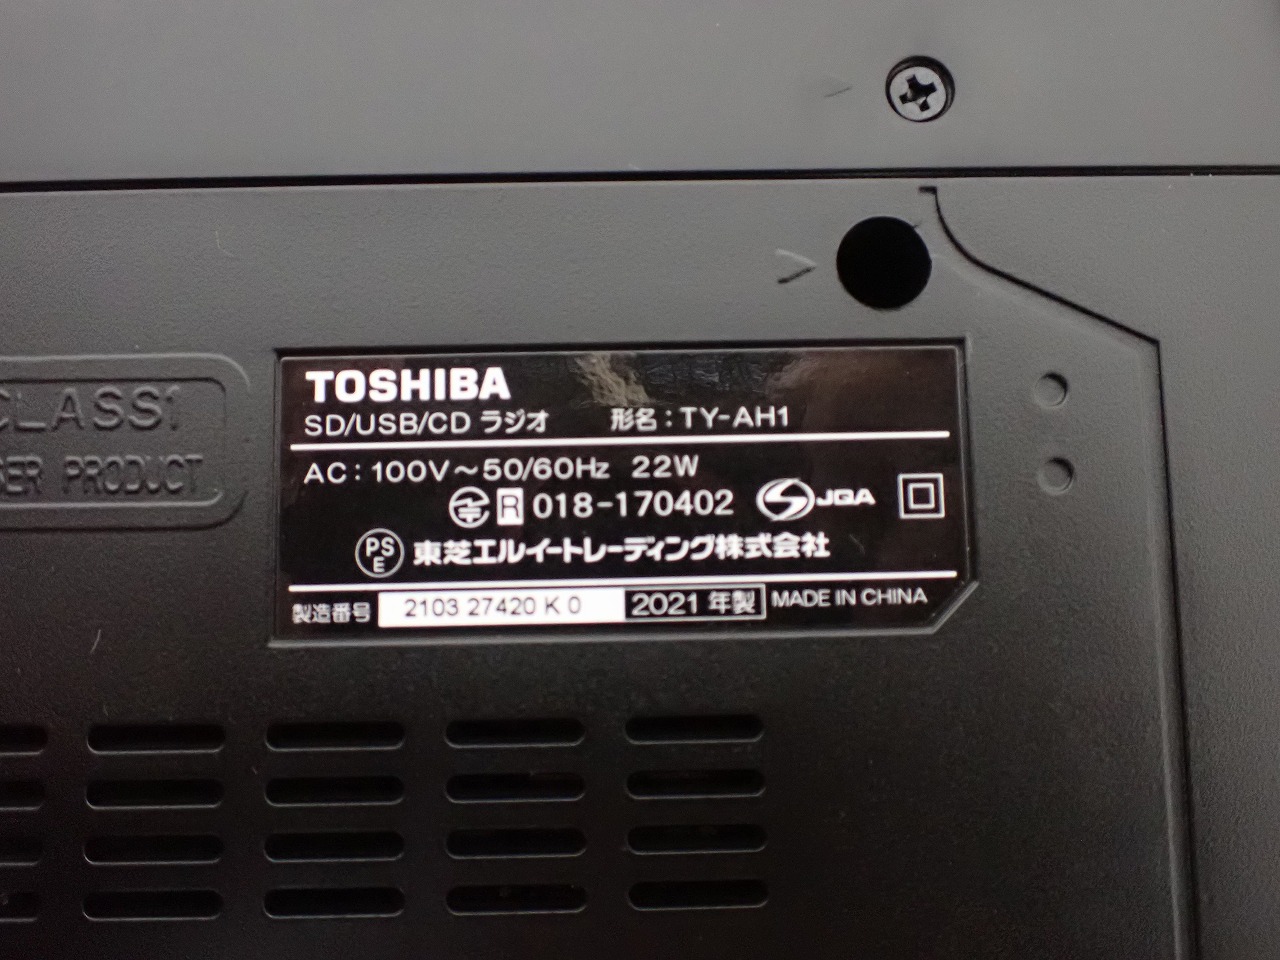 CLASS1
SER PRODUCT
TOSHIBA
SD/USB/CD ラジオ 形名：TY-AH1
AC：100V～50/60Hz 22W
R 018-170402 JQA
PS E 東芝エルイートレーディング株式会社
製造番号 2103 27420 K 0 2021 年製 MADE IN CHINA